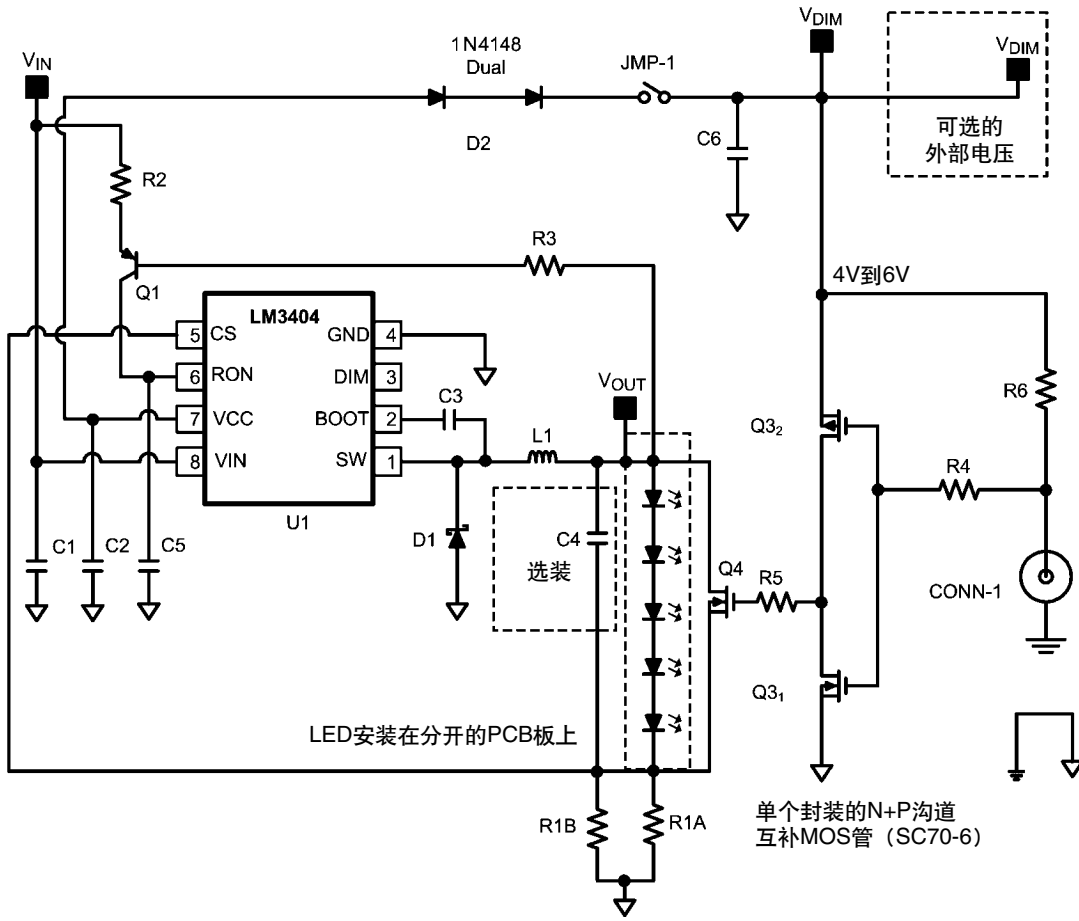 VIN
1N4148
Dual
D2
JMP-1
VDIM
VDIM
可选的
外部电压
C6
R2
Q1
R3
4V到6V
LM3404
5 CS
6 RON
7 VCC
8 VIN
GND 4
DIM 3
BOOT 2
SW 1
U1
C3
L1
VOUT
R6
Q32
R4
C1
C2
C5
D1
选装
C4
Q4
R5
CONN-1
Q31
LED安装在分开的PCB板上
R1B
R1A
单个封装的N+P沟道
互补MOS管（SC70-6）